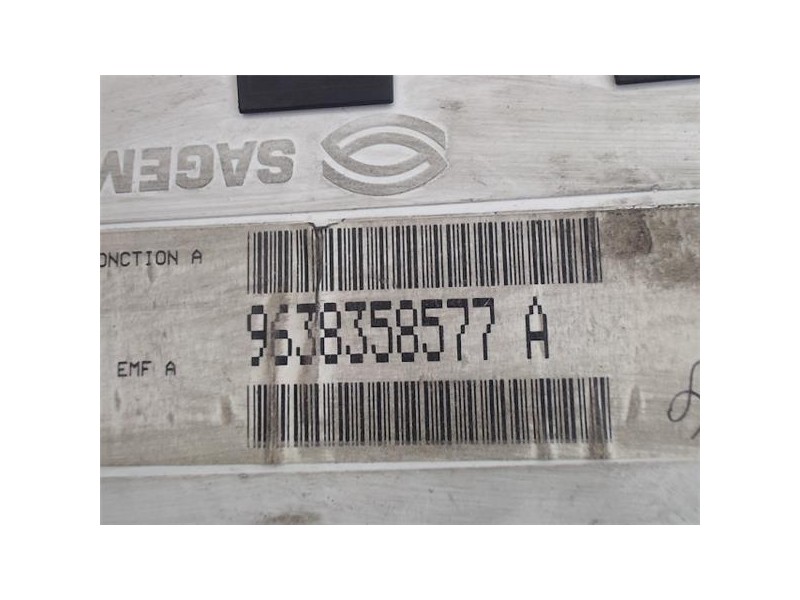 SAGEM
ONCTION A
9638358577 A
EMF A